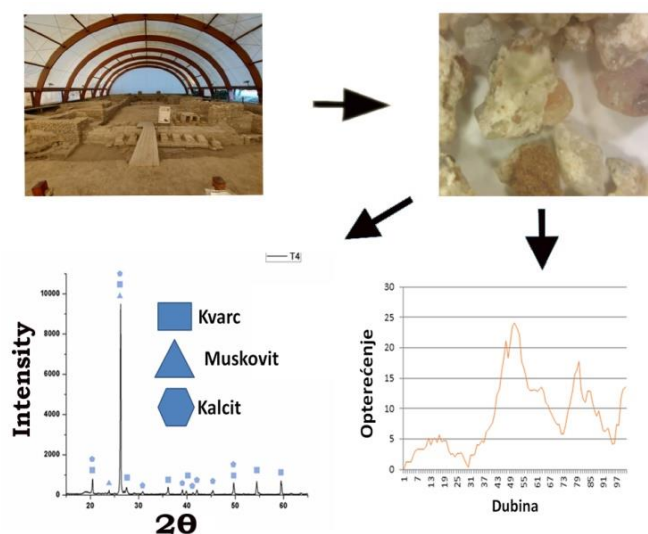 T4
Intensity
10000
8000
6000
4000
2000
0
20 30 40 50 60
2θ
Kvarc
Muskovit
Kalcit
Opterećenje
30
25
20
15
10
5
0
1 7 13 19 25 31 37 43 49 55 61 67 73 79 85 91 97
Dubina